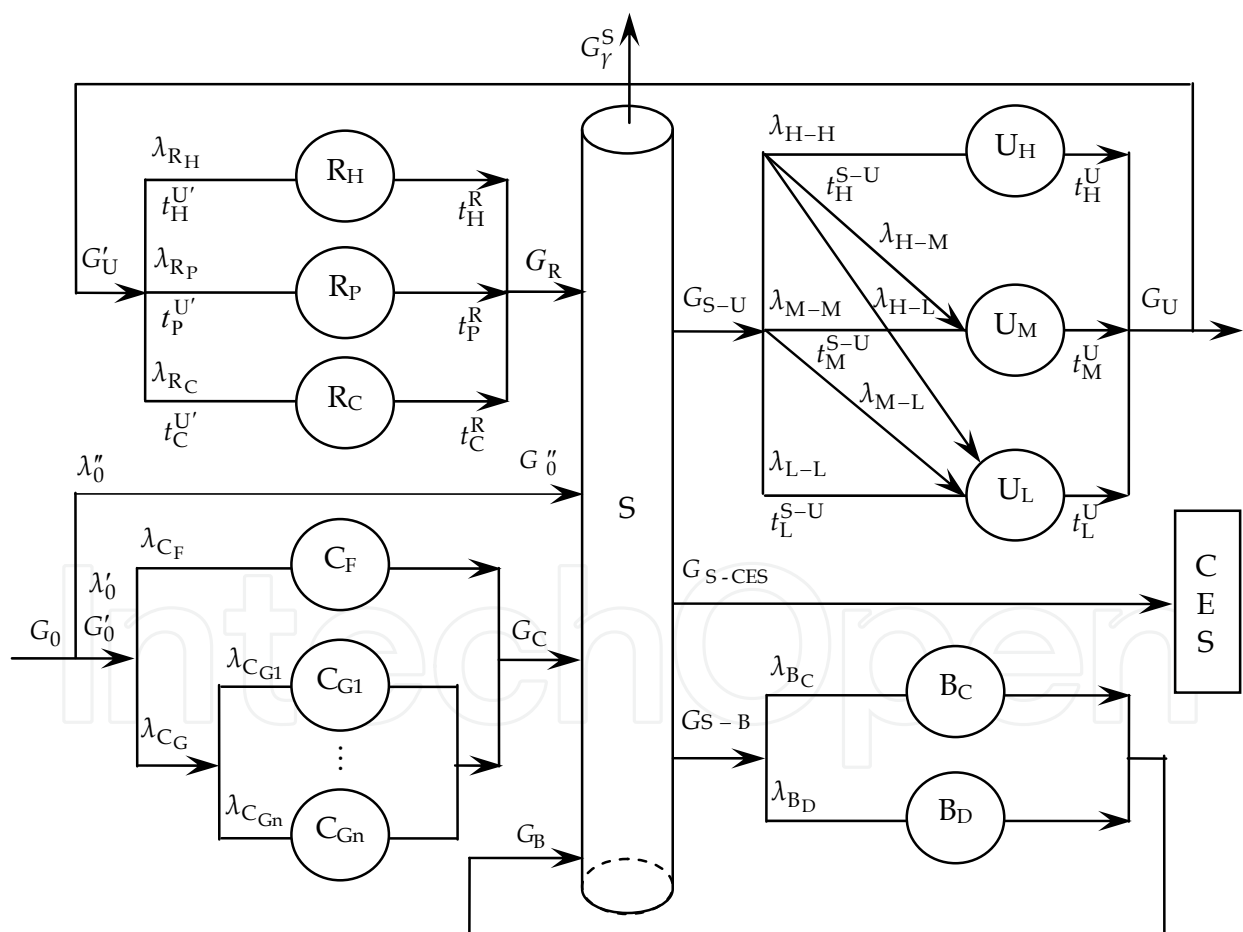 G_γ^S
λ_{R_H}
R_H
t_H^{U'}
t_H^R
λ_{H–H}
U_H
t_H^{S–U}
t_H^U
G'_U
λ_{R_P}
R_P
t_P^{U'}
t_P^R
G_R
λ_{H–M}
G_{S–U}
λ_{M–M}
λ_{H–L}
U_M
t_M^{S–U}
t_M^U
G_U
λ_{R_C}
R_C
t_C^{U'}
t_C^R
λ_{M–L}
λ''_0
G''_0
S
λ_{L–L}
U_L
t_L^{S–U}
t_L^U
λ_{C_F}
C_F
G_{S-CES}
C
E
S
λ'_0
G_0
G'_0
G_C
λ_{C_{G1}}
C_{G1}
⋮
λ_{C_G}
λ_{C_{Gn}}
C_{Gn}
λ_{B_C}
B_C
GS – B
λ_{B_D}
B_D
G_B
IntechOpen